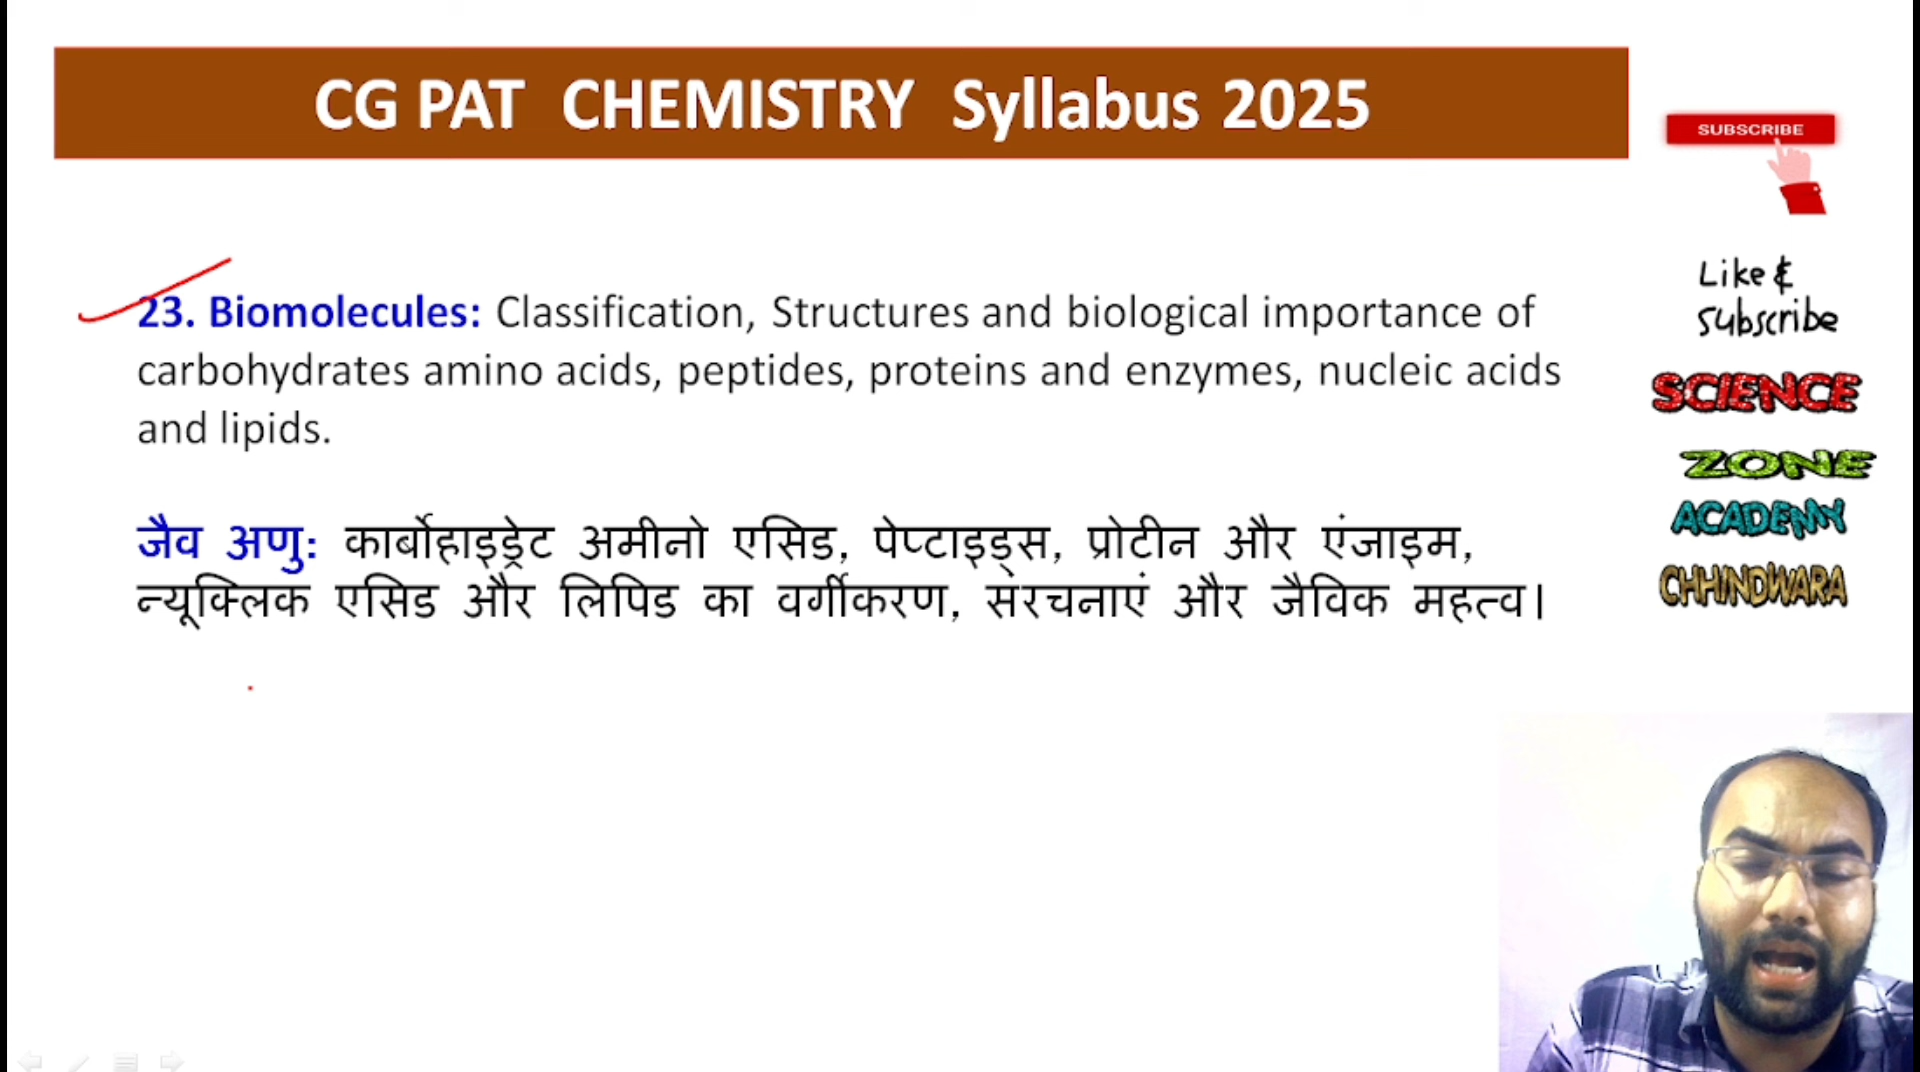 CG PAT CHEMISTRY Syllabus 2025
SUBSCRIBE
23. Biomolecules: Classification, Structures and biological importance of
carbohydrates amino acids, peptides, proteins and enzymes, nucleic acids
and lipids.
जैव अणु: कार्बोहाइड्रेट अमीनो एसिड, पेप्टाइड्स, प्रोटीन और एंजाइम,
न्यूक्लिक एसिड और लिपिड का वर्गीकरण, संरचनाएं और जैविक महत्व।
Like &
Subscribe
SCIENCE
ZONE
ACADEMY
CHHINDWARA